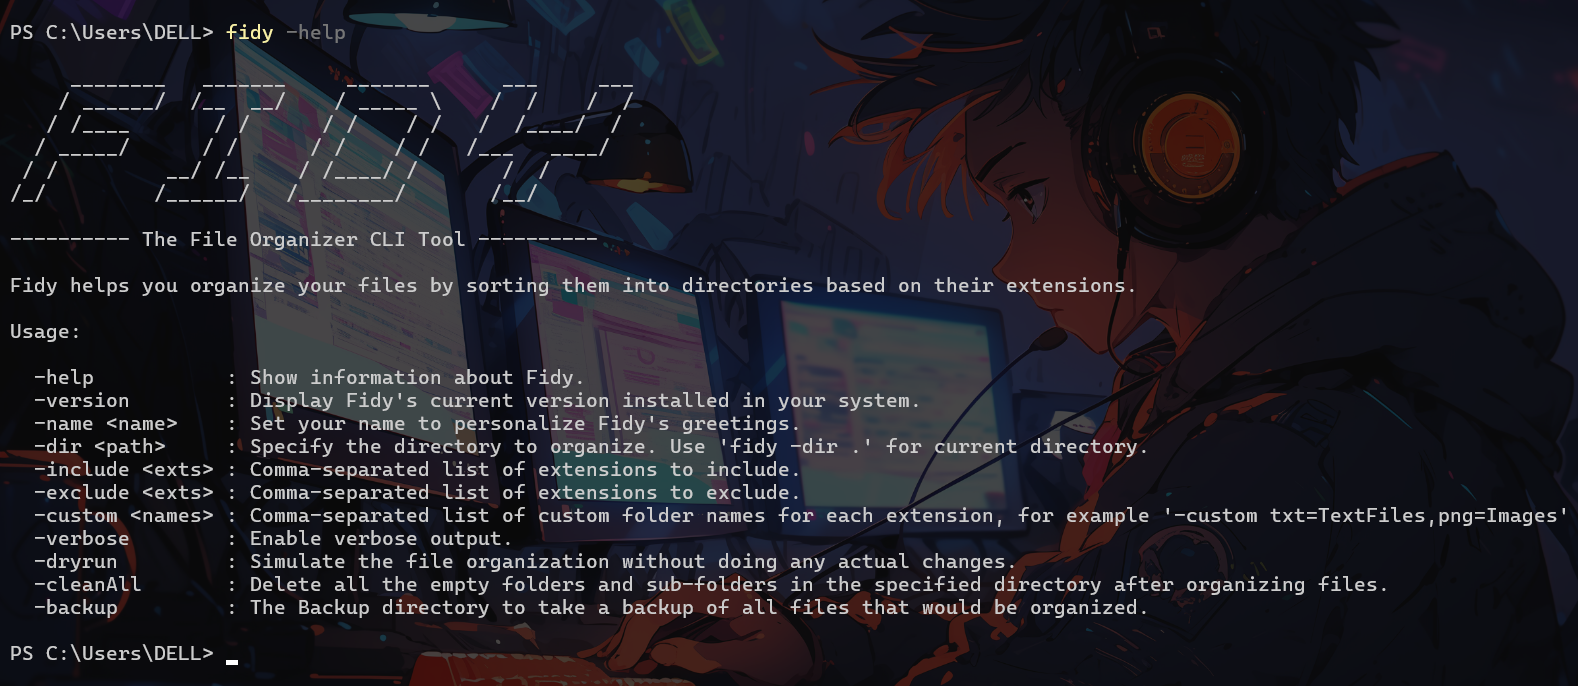 PS C:\Users\DELL> fidy -help
FIDY
---------- The File Organizer CLI Tool ----------
Fidy helps you organize your files by sorting them into directories based on their extensions.
Usage:
-help : Show information about Fidy.
-version : Display Fidy's current version installed in your system.
-name <name> : Set your name to personalize Fidy's greetings.
-dir <path> : Specify the directory to organize. Use 'fidy -dir .' for current directory.
-include <exts> : Comma-separated list of extensions to include.
-exclude <exts> : Comma-separated list of extensions to exclude.
-custom <names> : Comma-separated list of custom folder names for each extension, for example '-custom txt=TextFiles,png=Images'
-verbose : Enable verbose output.
-dryrun : Simulate the file organization without doing any actual changes.
-cleanAll : Delete all the empty folders and sub-folders in the specified directory after organizing files.
-backup : The Backup directory to take a backup of all files that would be organized.
PS C:\Users\DELL>